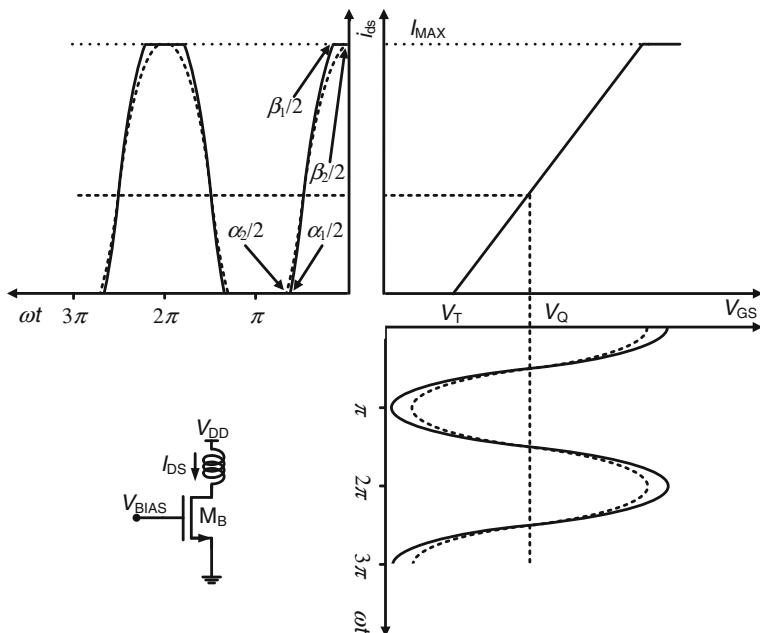 i_ds I_MAX
β₁/2
β₂/2
α₂/2 α₁/2
ωt 3π 2π π V_T V_Q V_GS
π
2π
3π
ωt
V_DD
I_DS
V_BIAS M_B